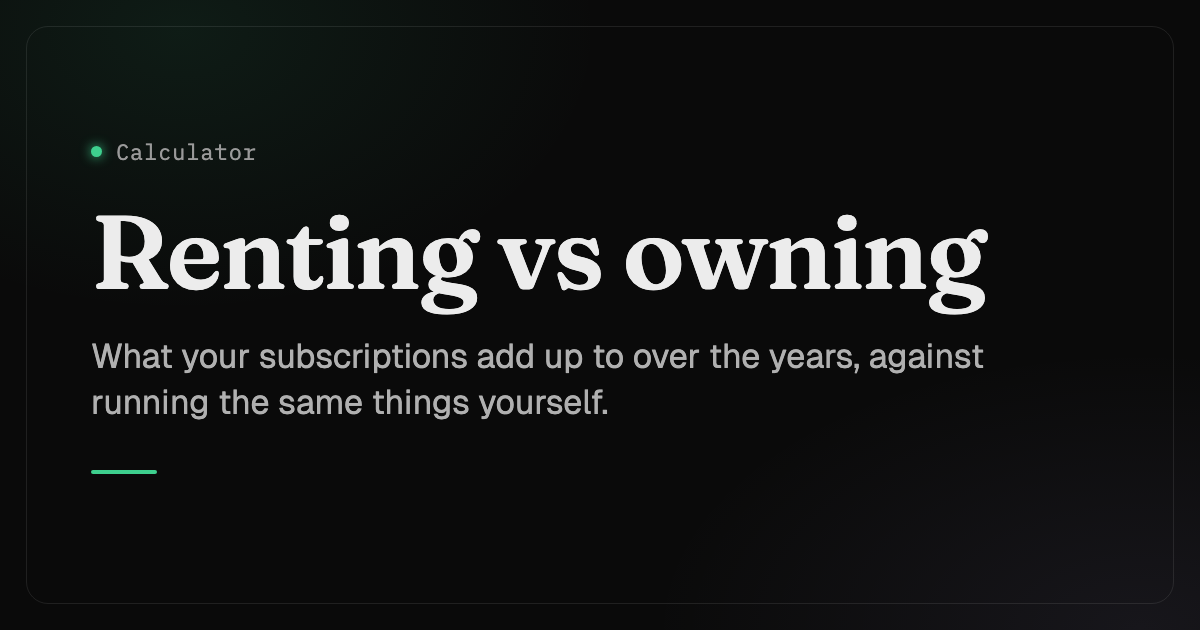 Calculator
Renting vs owning
What your subscriptions add up to over the years, against
running the same things yourself.